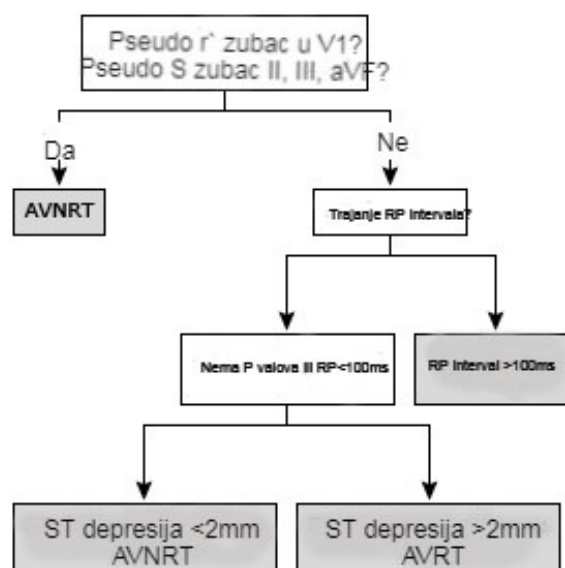 Pseudo r` zubac u V1?
Pseudo S zubac II, III, aVF?
Da
Ne
AVNRT
Trajanje RP Intervala?
Nema P valova III RP<100ms
RP Interval >100ms
ST depresija <2mm
AVNRT
ST depresija >2mm
AVRT